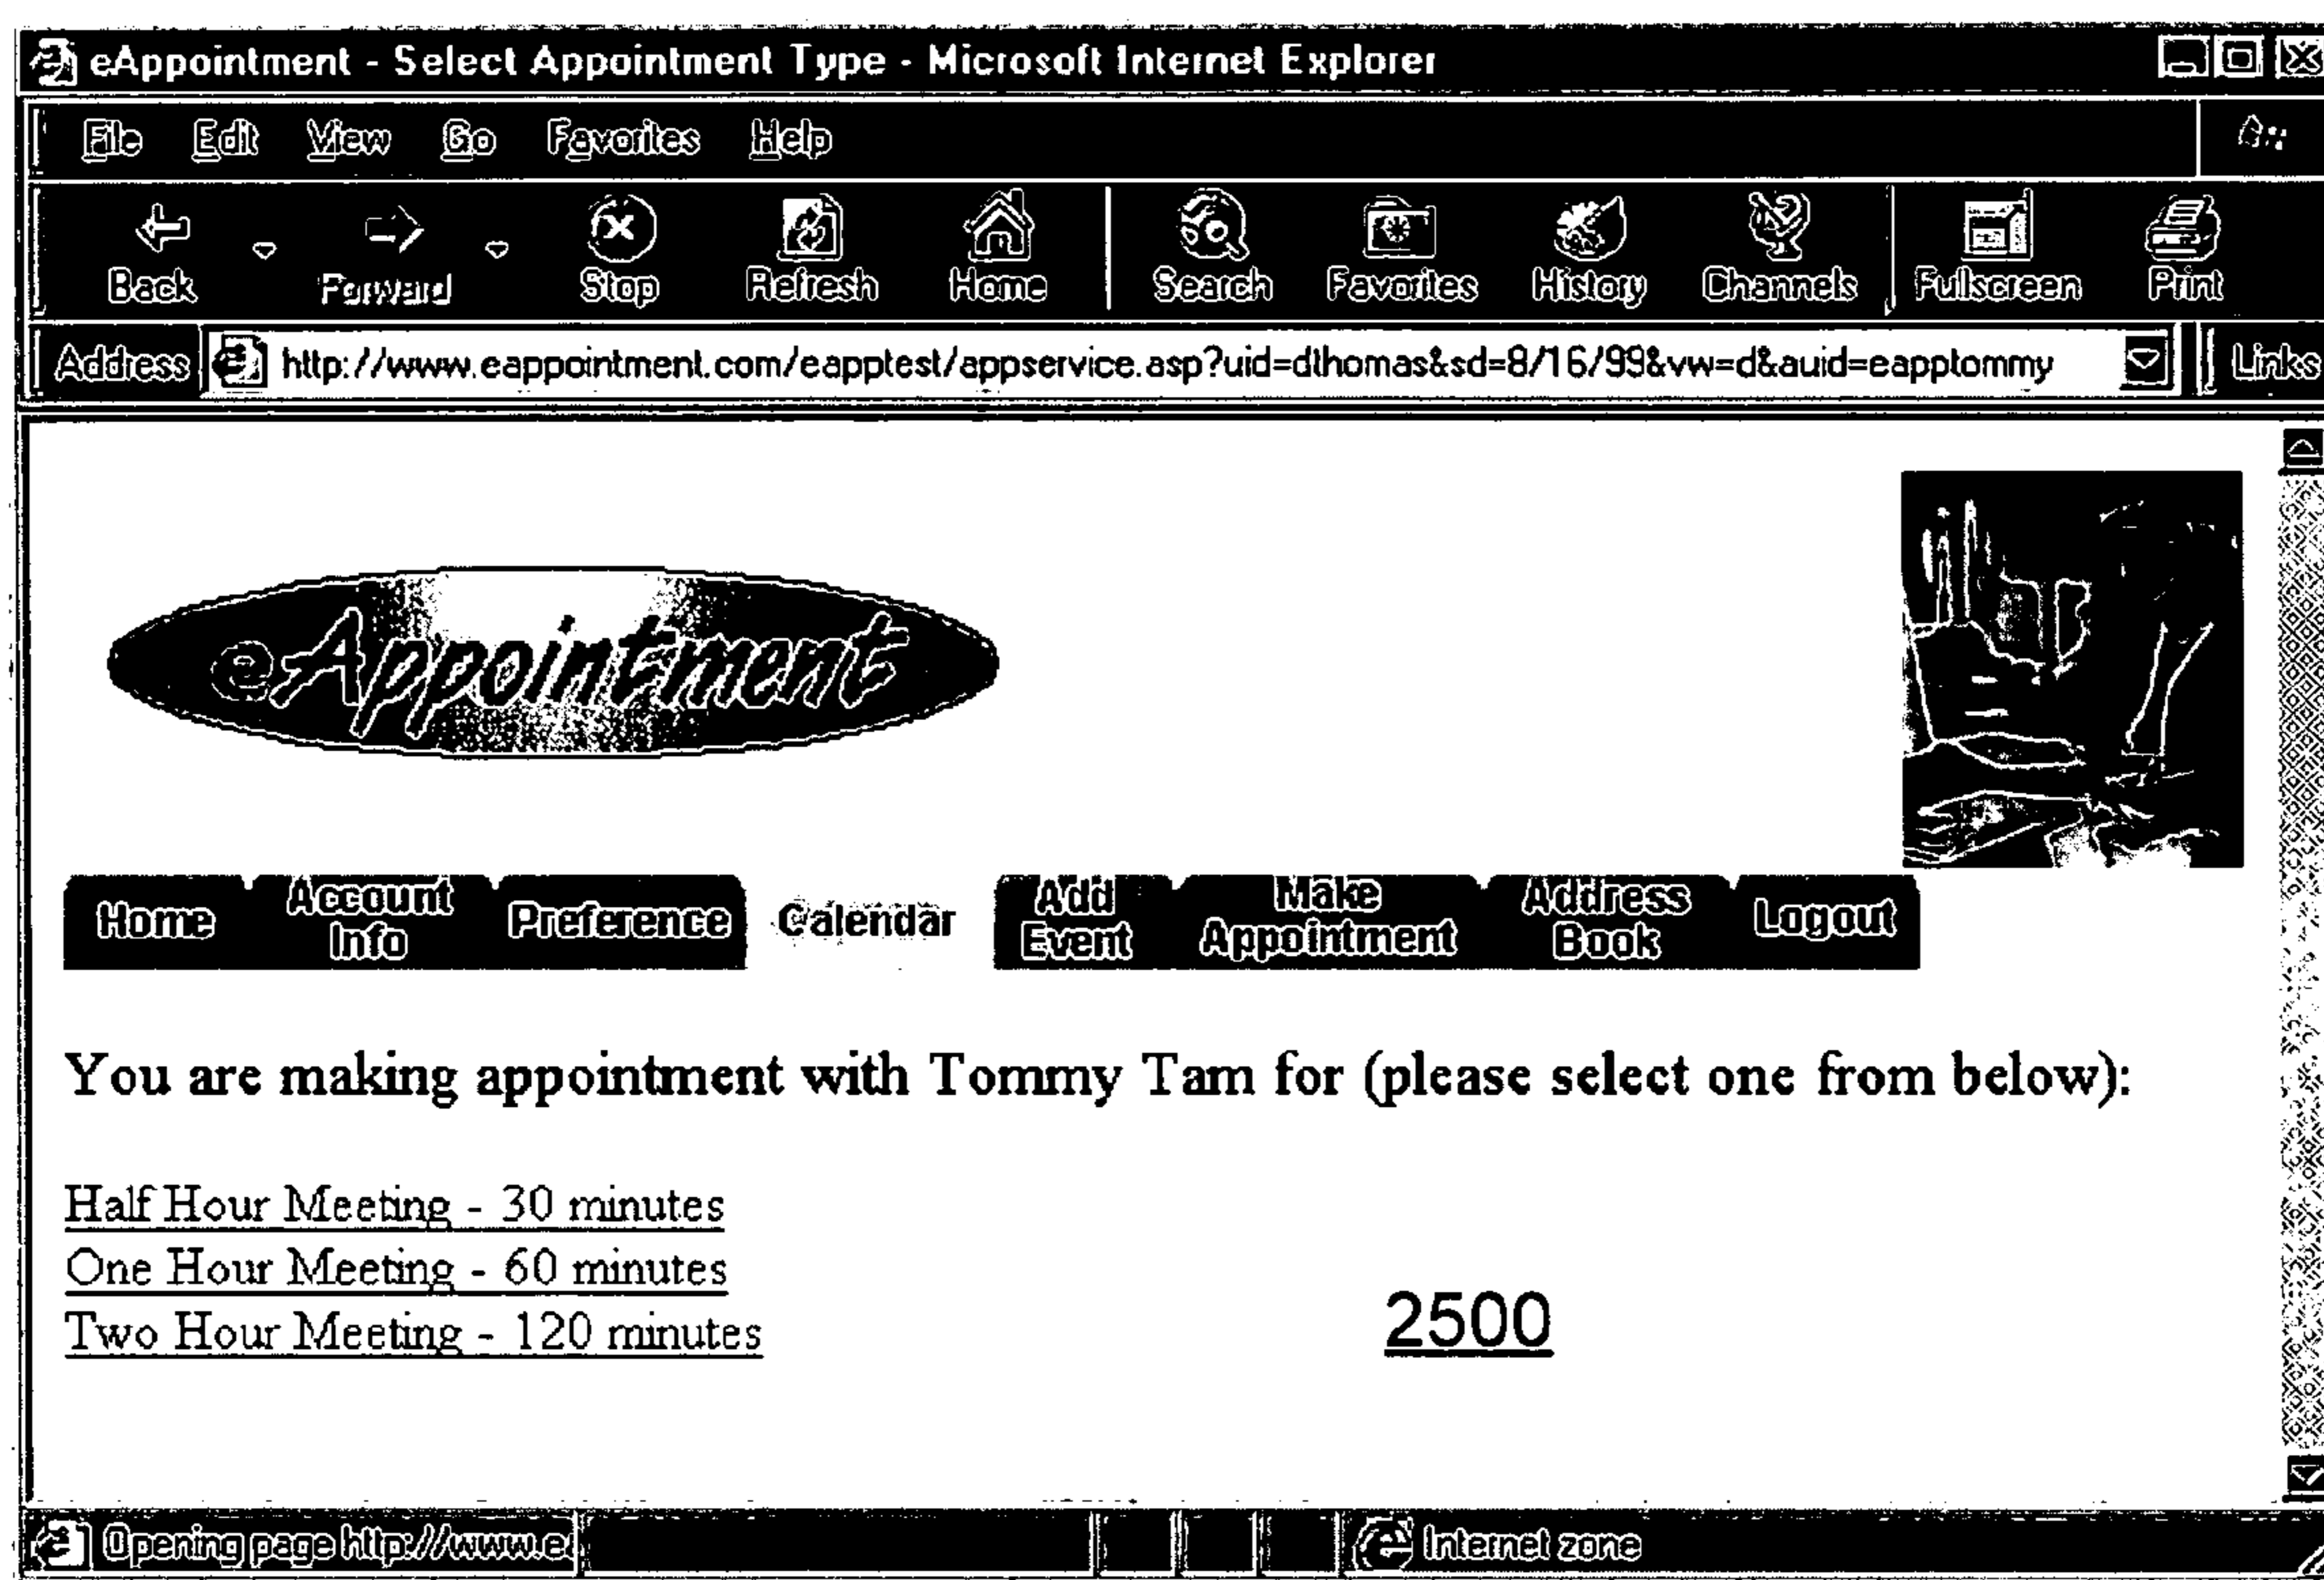 eAppointment - Select Appointment Type - Microsoft Internet Explorer
File Edit View Go Favorites Help
Back Forward Stop Refresh Home Search Favorites History Channels Fullscreen Print
Address http://www.eappointment.com/eapptest/appservice.asp?uid=dthomas&sd=8/16/99&vw=d&auid=eapptommy Links
eAppointment
Home Account Info Preference Calendar Add Event Make Appointment Address Book Logout
You are making appointment with Tommy Tam for (please select one from below):
Half Hour Meeting - 30 minutes
One Hour Meeting - 60 minutes
Two Hour Meeting - 120 minutes
2500
Opening page http://www.e Internet zone